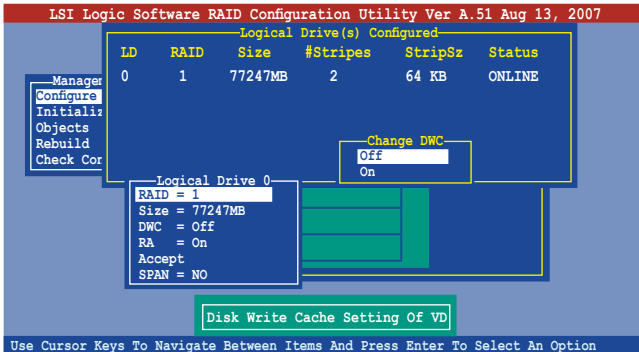 LSI Logic Software RAID Configuration Utility Ver A.51 Aug 13, 2007
Logical Drive(s) Configured
LD RAID Size #Stripes StripSz Status
0 1 77247MB 2 64 KB ONLINE
Manage
Configure
Initializ
Objects
Rebuild
Check Con
Change DWC
Off
On
Logical Drive 0
RAID = 1
Size = 77247MB
DWC = Off
RA = On
Accept
SPAN = NO
Disk Write Cache Setting Of VD
Use Cursor Keys To Navigate Between Items And Press Enter To Select An Option